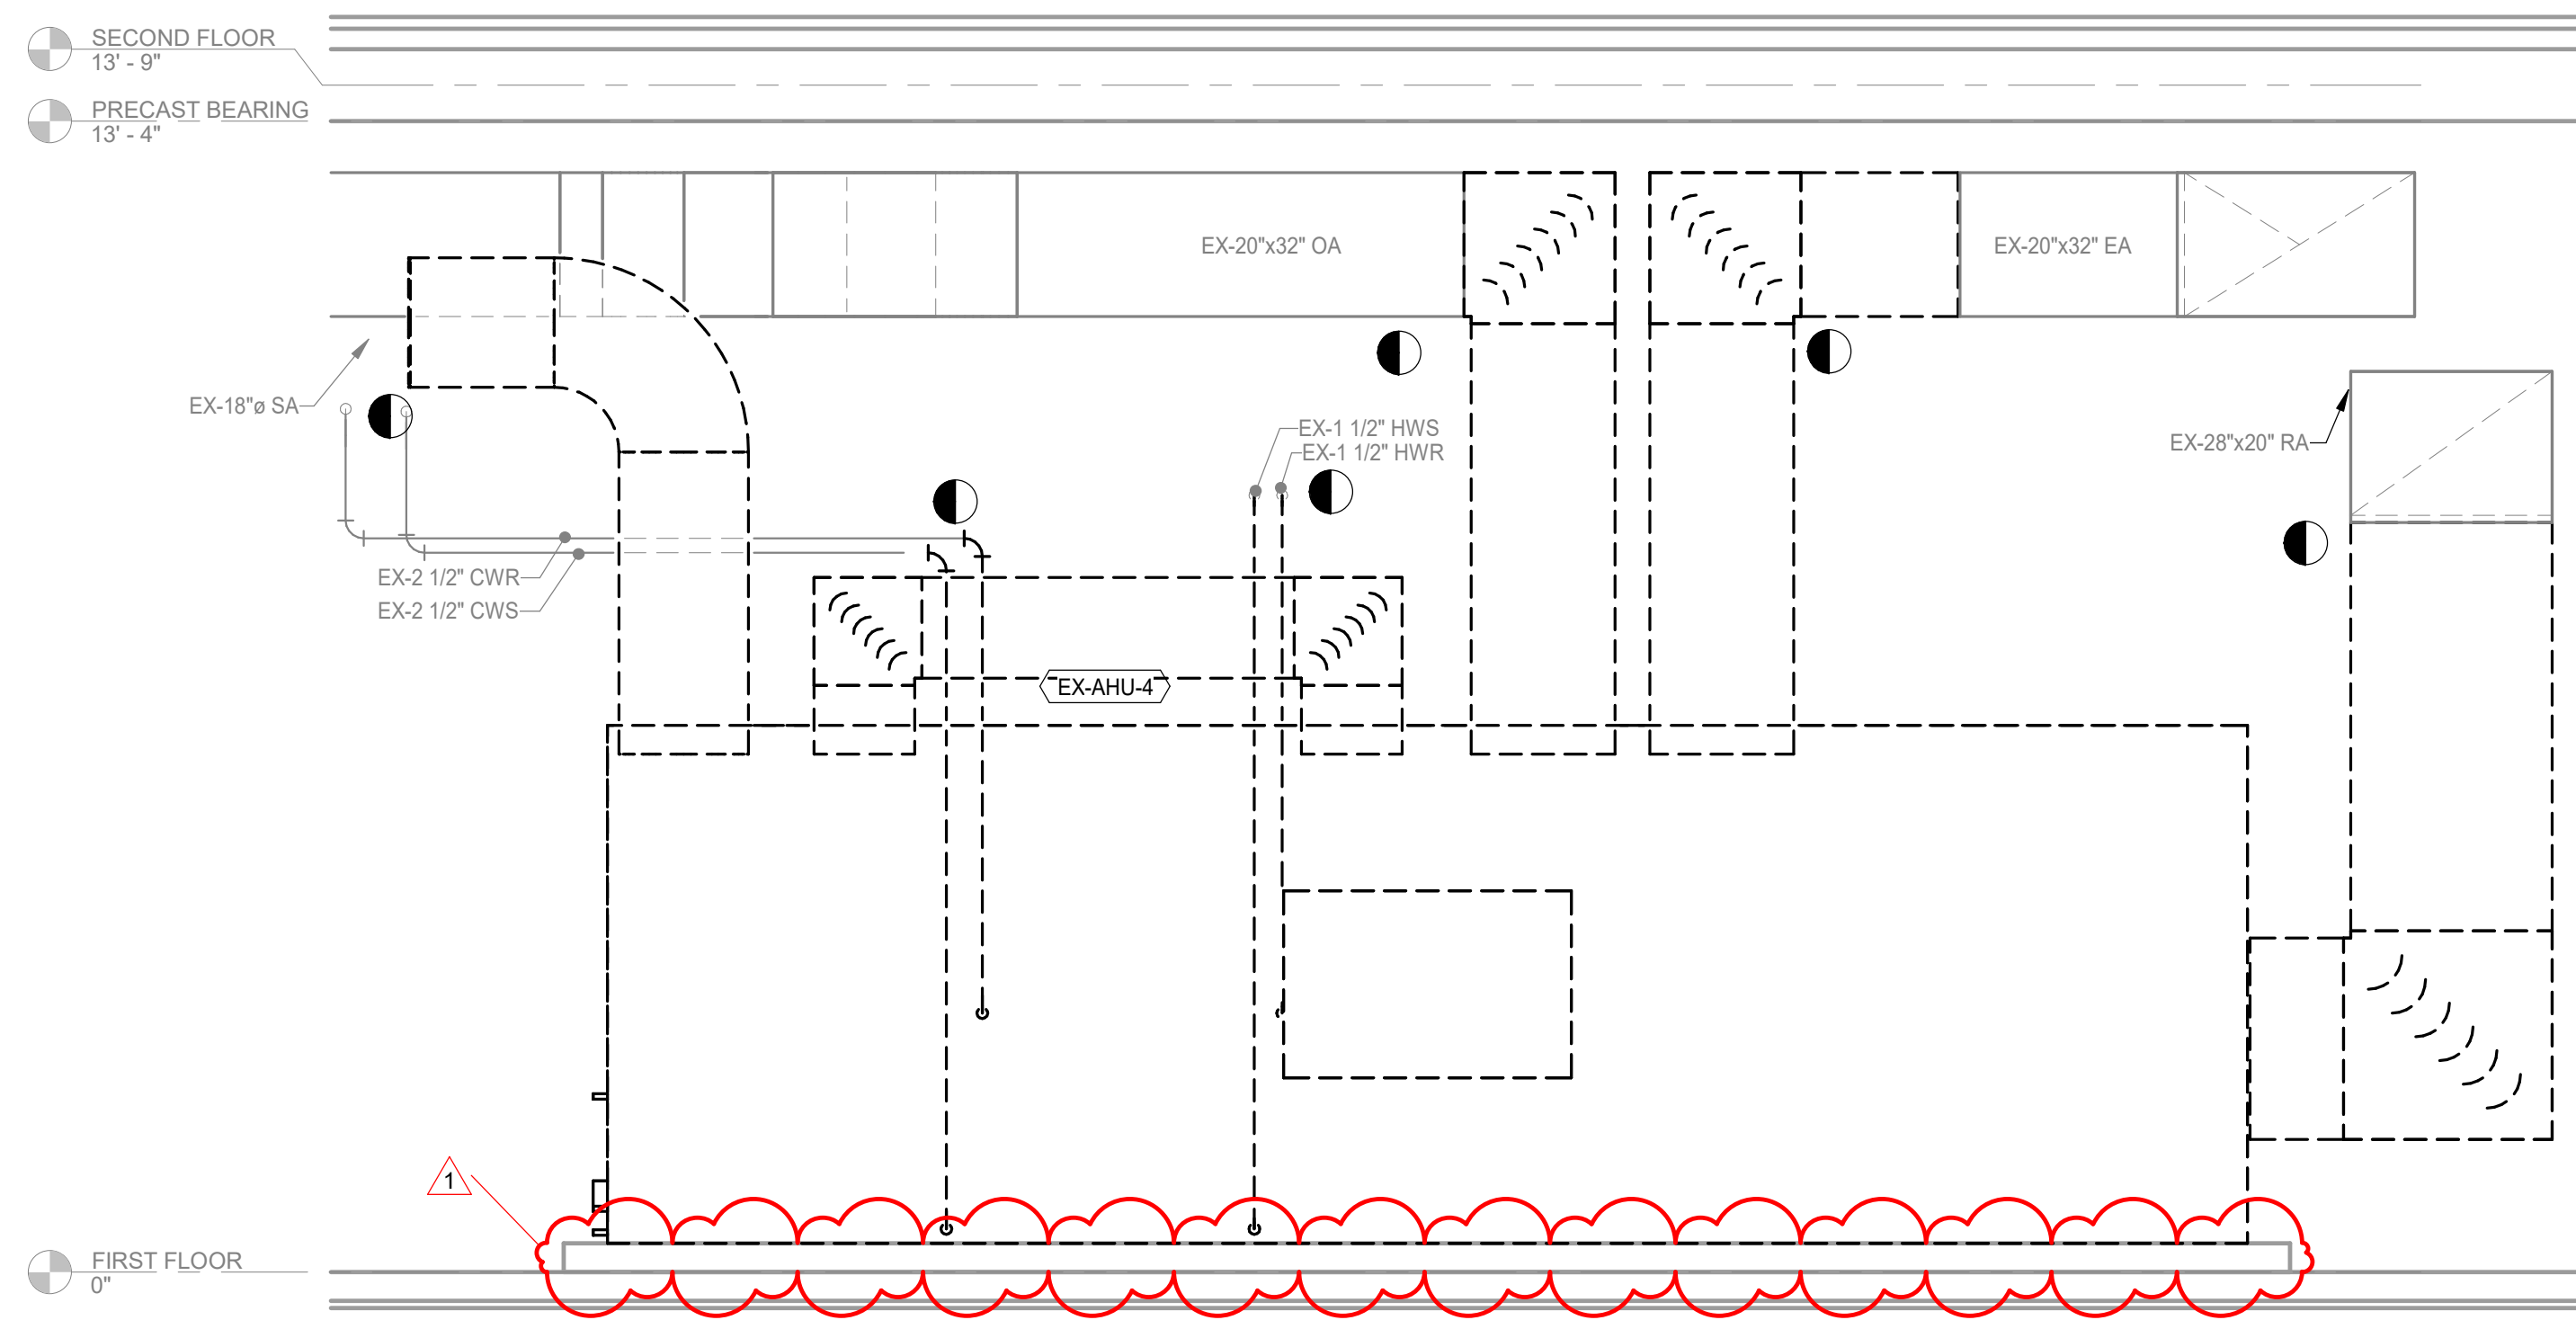 SECOND FLOOR
13' - 9"
PRECAST BEARING
13' - 4"
EX-20"x32" OA
EX-20"x32" EA
EX-18"ø SA
EX-1 1/2" HWS
EX-1 1/2" HWR
EX-28"x20" RA
EX-2 1/2" CWR
EX-2 1/2" CWS
EX-AHU-4
1
FIRST FLOOR
0"